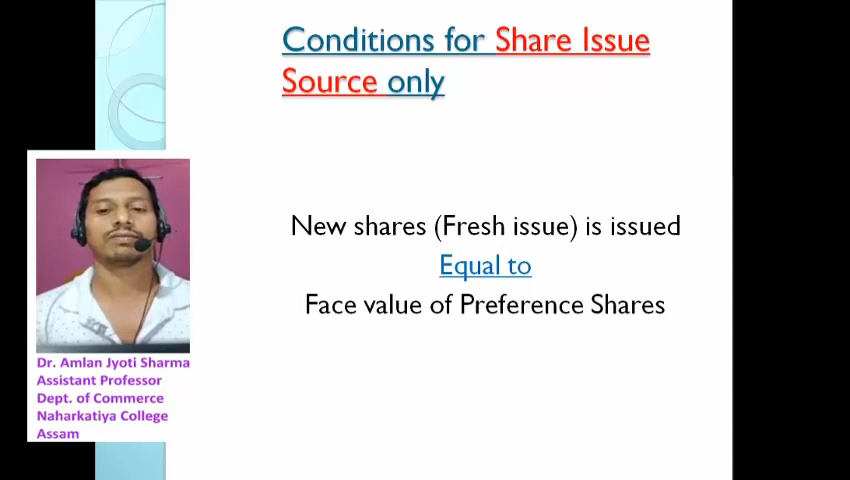 Conditions for Share Issue
Source only
New shares (Fresh issue) is issued
Equal to
Face value of Preference Shares
Dr. Amlan Jyoti Sharma
Assistant Professor
Dept. of Commerce
Naharkatiya College
Assam